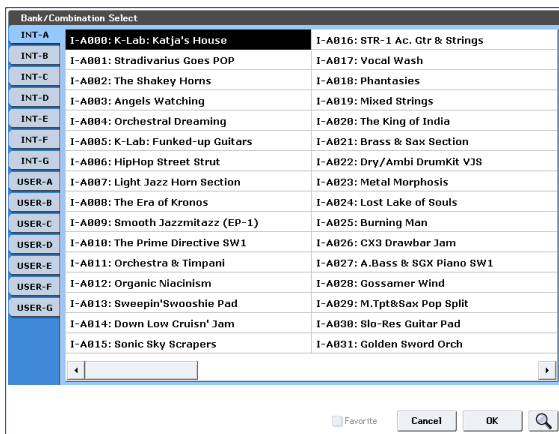 Bank/Combination Select
INT-A
INT-B
INT-C
INT-D
INT-E
INT-F
INT-G
USER-A
USER-B
USER-C
USER-D
USER-E
USER-F
USER-G
I-A000: K-Lab: Katja's House
I-A001: Stradivarius Goes POP
I-A002: The Shakey Horns
I-A003: Angels Watching
I-A004: Orchestral Dreaming
I-A005: K-Lab: Funked-up Guitars
I-A006: HipHop Street Strut
I-A007: Light Jazz Horn Section
I-A008: The Era of Kronos
I-A009: Smooth Jazzmitazz (EP-1)
I-A010: The Prime Directive SW1
I-A011: Orchestra & Timpani
I-A012: Organic Niacinism
I-A013: Sweepin'Swooshie Pad
I-A014: Down Low Cruisn' Jam
I-A015: Sonic Sky Scrapers
I-A016: STR-1 Ac. Gtr & Strings
I-A017: Vocal Wash
I-A018: Phantasies
I-A019: Mixed Strings
I-A020: The King of India
I-A021: Brass & Sax Section
I-A022: Dry/Ambi DrumKit VJS
I-A023: Metal Morphosis
I-A024: Lost Lake of Souls
I-A025: Burning Man
I-A026: CX3 Drawbar Jam
I-A027: A.Bass & SGX Piano SW1
I-A028: Gossamer Wind
I-A029: M.Tpt&Sax Pop Split
I-A030: Slo-Res Guitar Pad
I-A031: Golden Sword Orch
Favorite
Cancel
OK